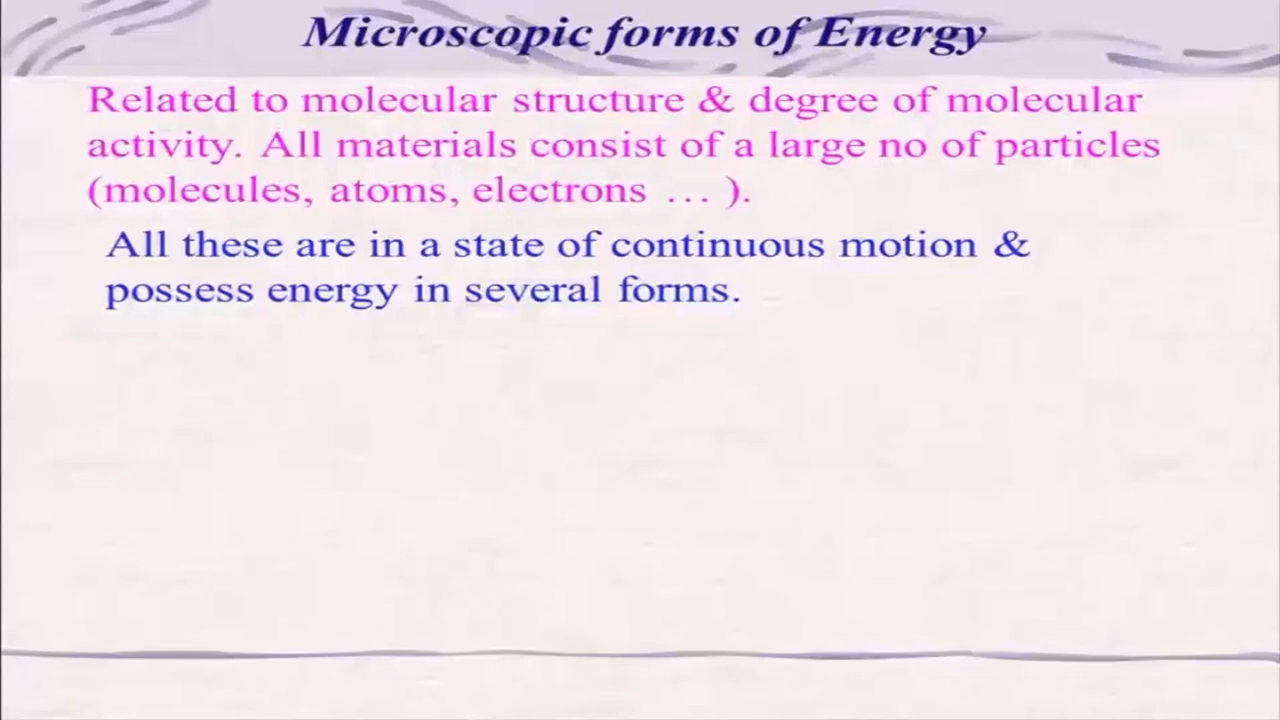 Microscopic forms of Energy
Related to molecular structure & degree of molecular
activity. All materials consist of a large no of particles
(molecules, atoms, electrons … ).
All these are in a state of continuous motion &
possess energy in several forms.